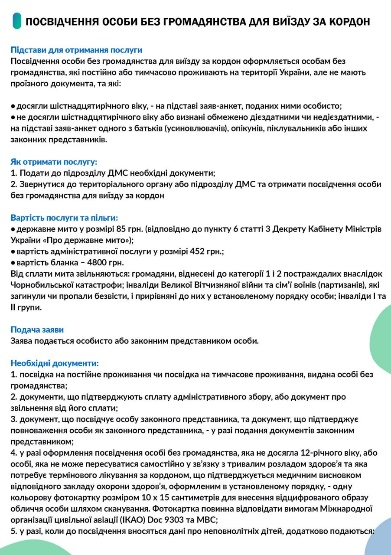 ПОСВІДЧЕННЯ ОСОБИ БЕЗ ГРОМАДЯНСТВА ДЛЯ ВИЇЗДУ ЗА КОРДОН
Підстави для отримання послуги
Посвідчення особи без громадянства для виїзду за кордон оформляється особам без
громадянства, які постійно або тимчасово проживають на території України, але не мають
проїзного документа, та які:
● досягли шістнадцятирічного віку, - на підставі заяв-анкет, поданих ними особисто;
● не досягли шістнадцятирічного віку або визнані обмежено дієздатними чи недієздатними, -
на підставі заяв-анкет одного з батьків (усиновлювачів), опікунів, піклувальників або інших
законних представників.
Як отримати послугу:
1. Подати до підрозділу ДМС необхідні документи;
2. Звернутися до територіального органу або підрозділу ДМС та отримати посвідчення особи
без громадянства для виїзду за кордон
Вартість послуги та пільги:
● державне мито у розмірі 85 грн. (відповідно до пункту 6 статті 3 Декрету Кабінету Міністрів
України «Про державне мито»);
●вартість адміністративної послуги у розмірі 452 грн.;
●вартість бланка – 4800 грн.
Від сплати мита звільняються: громадяни, віднесені до категорії 1 і 2 постраждалих внаслідок
Чорнобильської катастрофи; інваліди Великої Вітчизняної війни та сім’ї воїнів (партизанів), які
загинули чи пропали безвісти, і прирівняні до них у установленому порядку особи; інваліди I та
II групи.
Подача заяви
Заява подається особисто або законним представником особи.
Необхідні документи:
1. посвідка на постійне проживання чи посвідка на тимчасове проживання, видана особі без
громадянства;
2. документи, що підтверджують сплату адміністративного збору, або документ про
звільнення від його сплати;
3. документ, що посвідчує особу законного представника, та документ, що підтверджує
повноваження особи як законного представника, - у разі подання документів законним
представником;
4. у разі оформлення посвідчення особі без громадянства, яка не досягла 12-річного віку, або
особі, яка не може пересуватися самостійно у зв’язку з тривалим розладом здоров’я та яка
потребує термінового лікування за кордоном, що підтверджується медичним висновком
відповідного закладу охорони здоров’я, оформленим в установленому порядку, - одну
кольорову фотокартку розміром 10 х 15 сантиметрів для внесення відцифрованого образу
обличчя особи шляхом сканування. Фотокартка повинна відповідати вимогам Міжнародної
організації цивільної авіації (ІКАО) Doc 9303 та МВС;
5. у разі, коли до посвідчення вносяться дані про неповнолітніх дітей, додатково подаються: